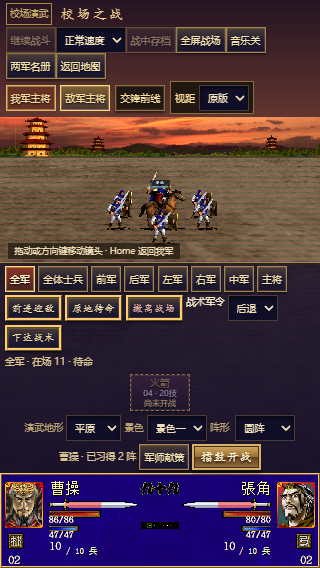 校场演武 校场之战
继续战斗 正常速度 战中存档 全屏战场 音乐关
两军名册 返回地图
我军主将 敌军主将 交锋前线 视距 原版
拖动或方向键移动镜头 · Home 返回我军
全军 全体士兵 前军 后军 左军 右军 中军 主将
前进迎敌 原地待命 撤离战场 战术军令 后退
下达战术
全军 · 在场 11 · 待命
火箭
04 · 20技
尚未开战
演武地形 平原 景色 景色一 阵形 圆阵
曹操 · 已习得 2 阵 军师献策 擂鼓开战
曹操 張角
86/86 80/80
47/47 47/47
10 / 10 兵 10 / 10 兵
02 02